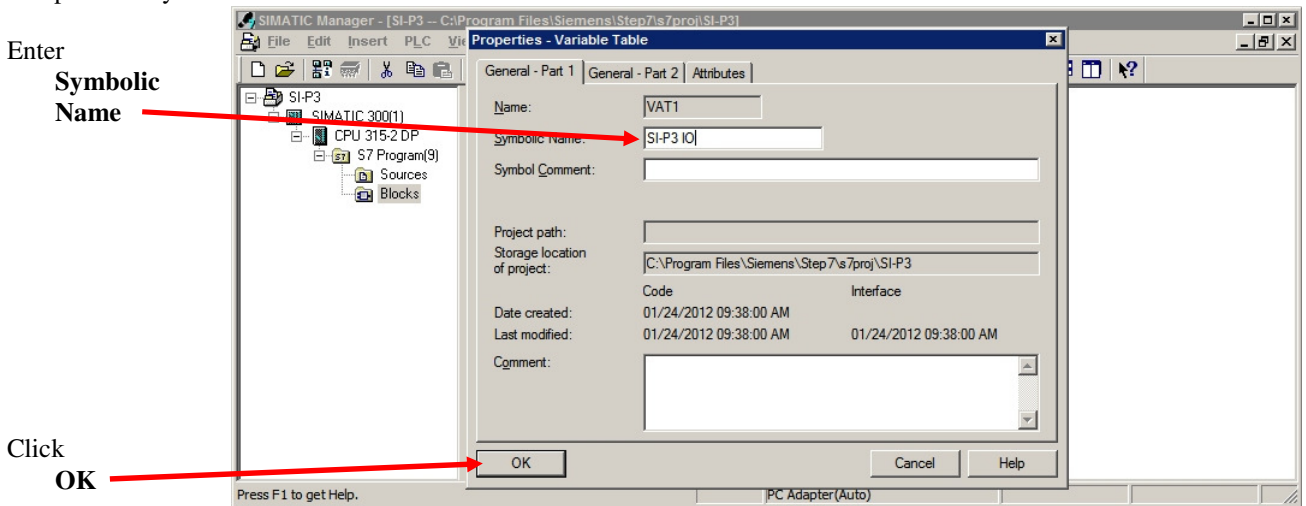 SIMATIC Manager - [SI-P3 -- C:\Program Files\Siemens\Step7\s7proj\SI-P3]
File Edit Insert PLC
Properties - Variable Table
General - Part 1 General - Part 2 Attributes
Enter
Symbolic
Name
SI-P3
SIMATIC 300(1)
CPU 315-2 DP
S7 Program(9)
Sources
Blocks
Name: VAT1
Symbolic Name: SI-P3 IO
Symbol Comment:
Project path:
Storage location
of project: C:\Program Files\Siemens\Step7\s7proj\SI-P3
Code Interface
Date created: 01/24/2012 09:38:00 AM
Last modified: 01/24/2012 09:38:00 AM 01/24/2012 09:38:00 AM
Comment:
Click
OK
OK Cancel Help
Press F1 to get Help. PC Adapter(Auto)